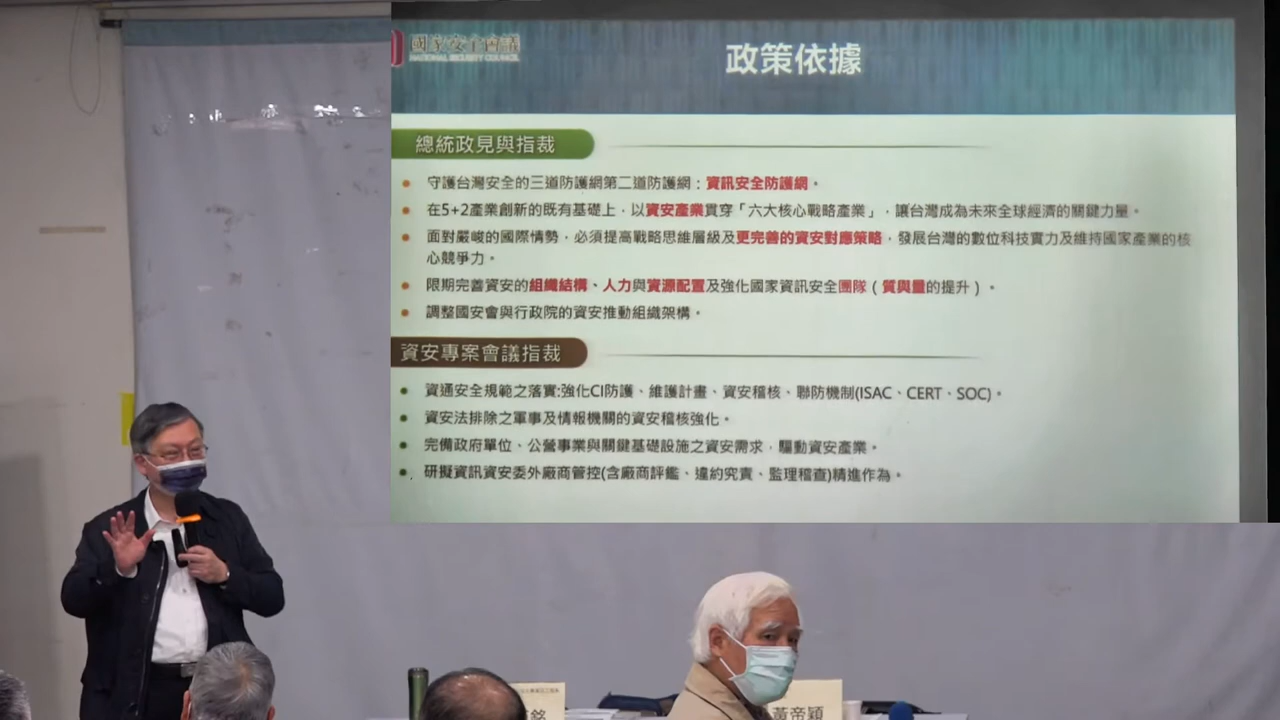 國家安全會議
NATIONAL SECURITY COUNCIL
政策依據
總統政見與指裁
守護台灣安全的三道防護網第二道防護網：資訊安全防護網。
在5+2產業創新的既有基礎上，以資安產業貫穿「六大核心戰略產業」，讓台灣成為未來全球經濟的關鍵力量。
面對嚴峻的國際情勢，必須提高戰略思維層級及更完善的資安對應策略，發展台灣的數位科技實力及維持國家產業的核
心競爭力。
限期完善資安的組織結構、人力與資源配置及強化國家資訊安全團隊（質與量的提升）。
調整國安會與行政院的資安推動組織架構。
資安專案會議指裁
資通安全規範之落實:強化CI防護、維護計畫、資安稽核、聯防機制(ISAC、CERT、SOC)。
資安法排除之軍事及情報機關的資安稽核強化。
完備政府單位、公營事業與關鍵基礎設施之資安需求，驅動資安產業。
研擬資訊資安委外廠商管控(含廠商評鑑、違約究責、監理稽查)精進作為。
銘
黃帝穎